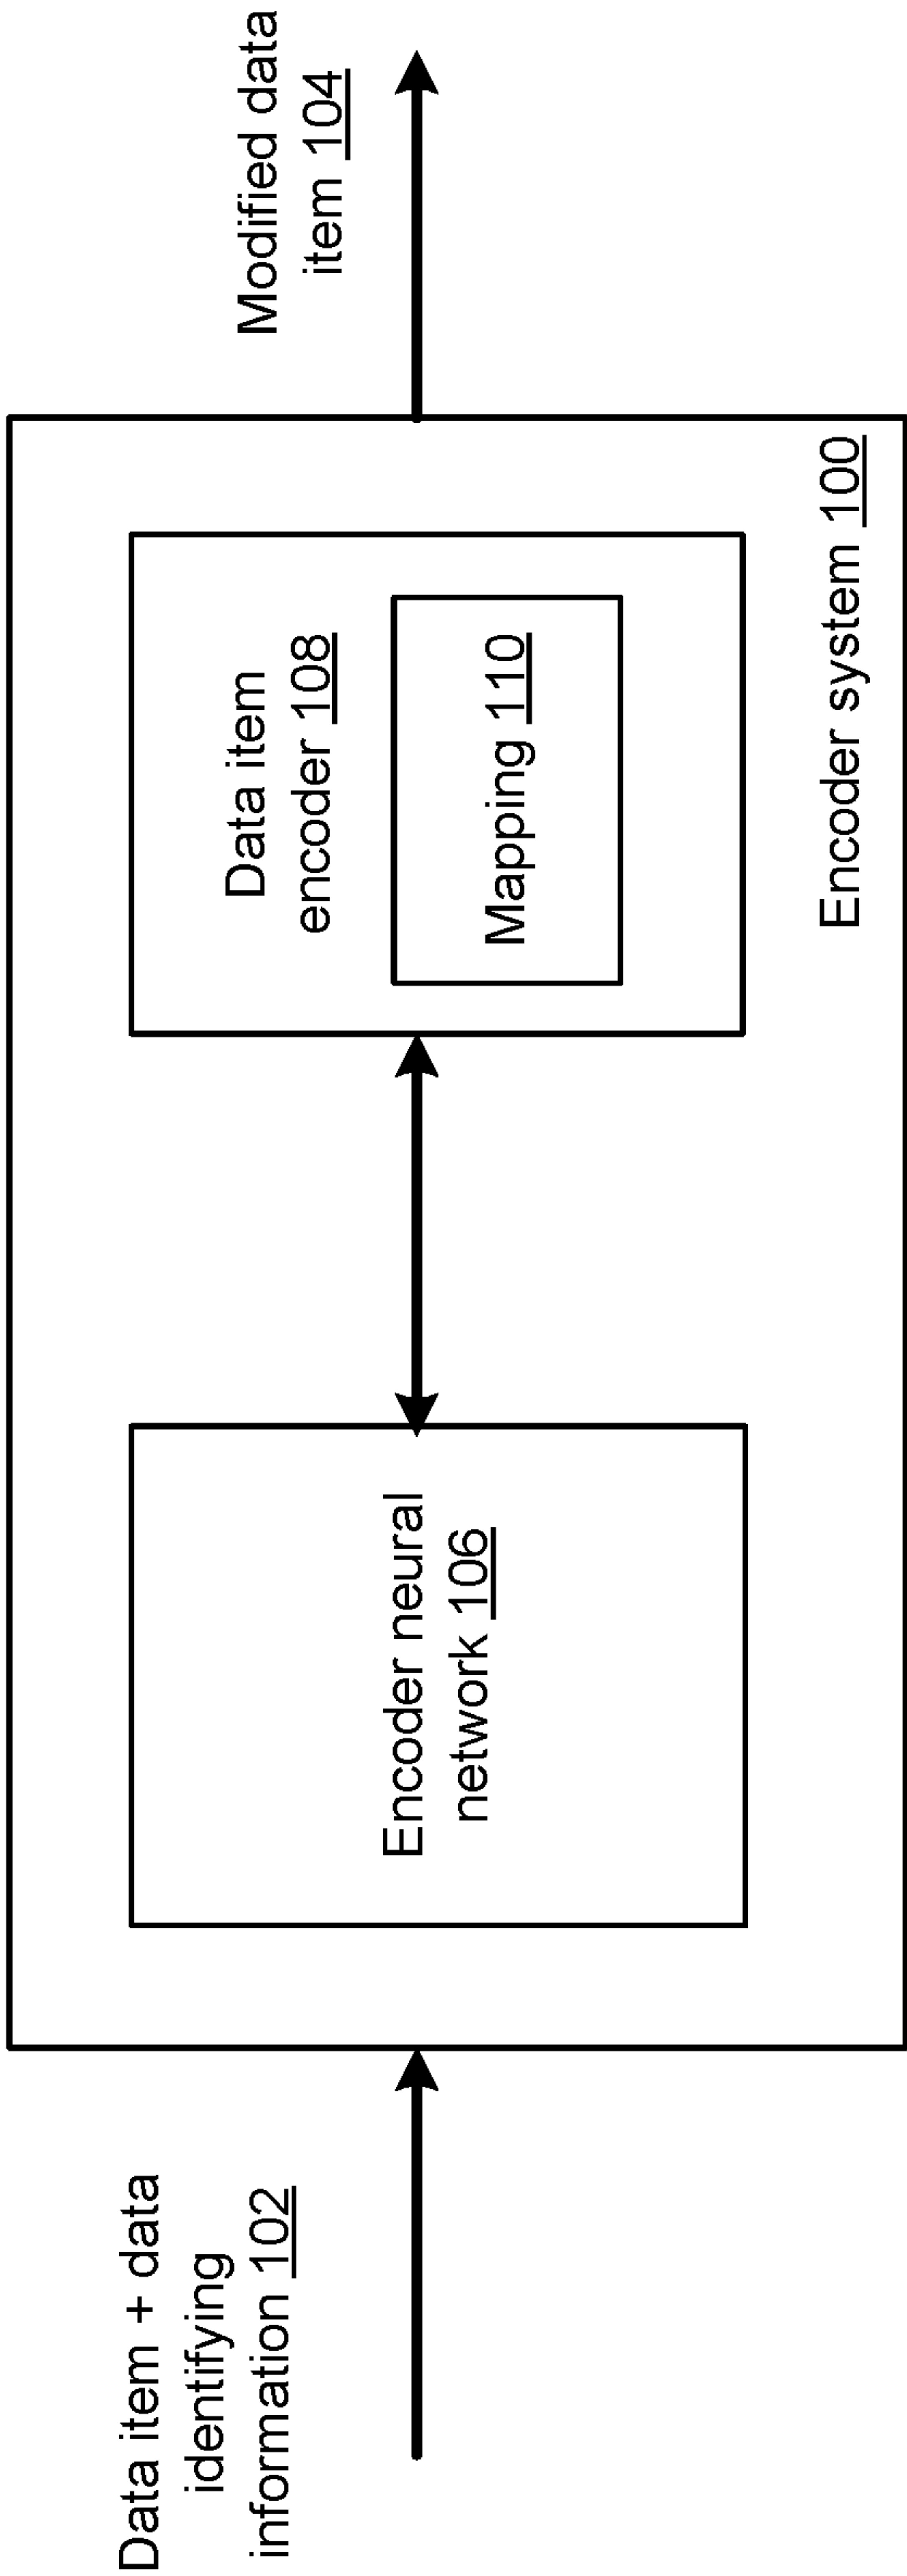 Data item + data
identifying
information 102
Encoder neural
network 106
Data item
encoder 108
Mapping 110
Encoder system 100
Modified data
item 104